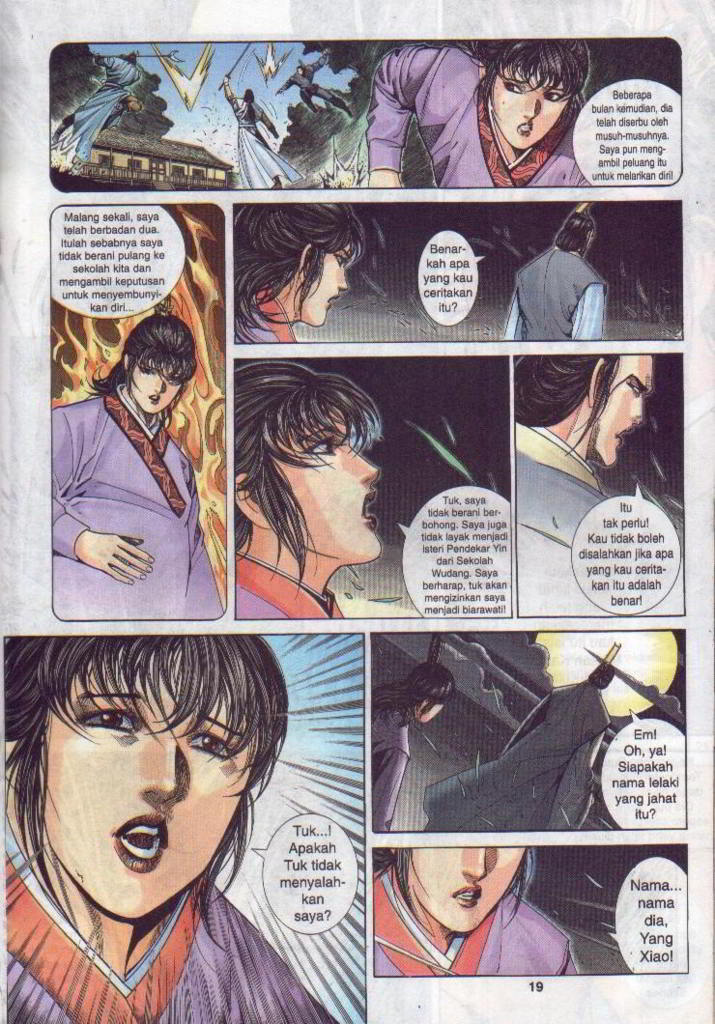 Beberapa
bulan kemudian, dia
telah diserbu oleh
musuh-musuhnya.
Saya pun meng-
ambil peluang itu
untuk melarikan diri!
Malang sekali, saya
telah berbadan dua.
Itulah sebabnya saya
tidak berani pulang ke
sekolah kita dan
mengambil keputusan
untuk menyembunyi-
kan diri...
Benar-
kah apa
yang kau
ceritakan
itu?
Tuk, saya
tidak berani ber-
bohong. Saya juga
tidak layak menjadi
isteri Pendekar Yin
dari Sekolah
Wudang. Saya
berharap, tuk akan
mengizinkan saya
menjadi biarawati!
Itu
tak perlu!
Kau tidak boleh
disalahkan jika apa
yang kau cerita-
kan itu adalah
benar!
Tuk...!
Apakah
Tuk tidak
menyalah-
kan
saya?
Em!
Oh, ya!
Siapakah
nama lelaki
yang jahat
itu?
Nama...
nama
dia,
Yang
Xiao!
19